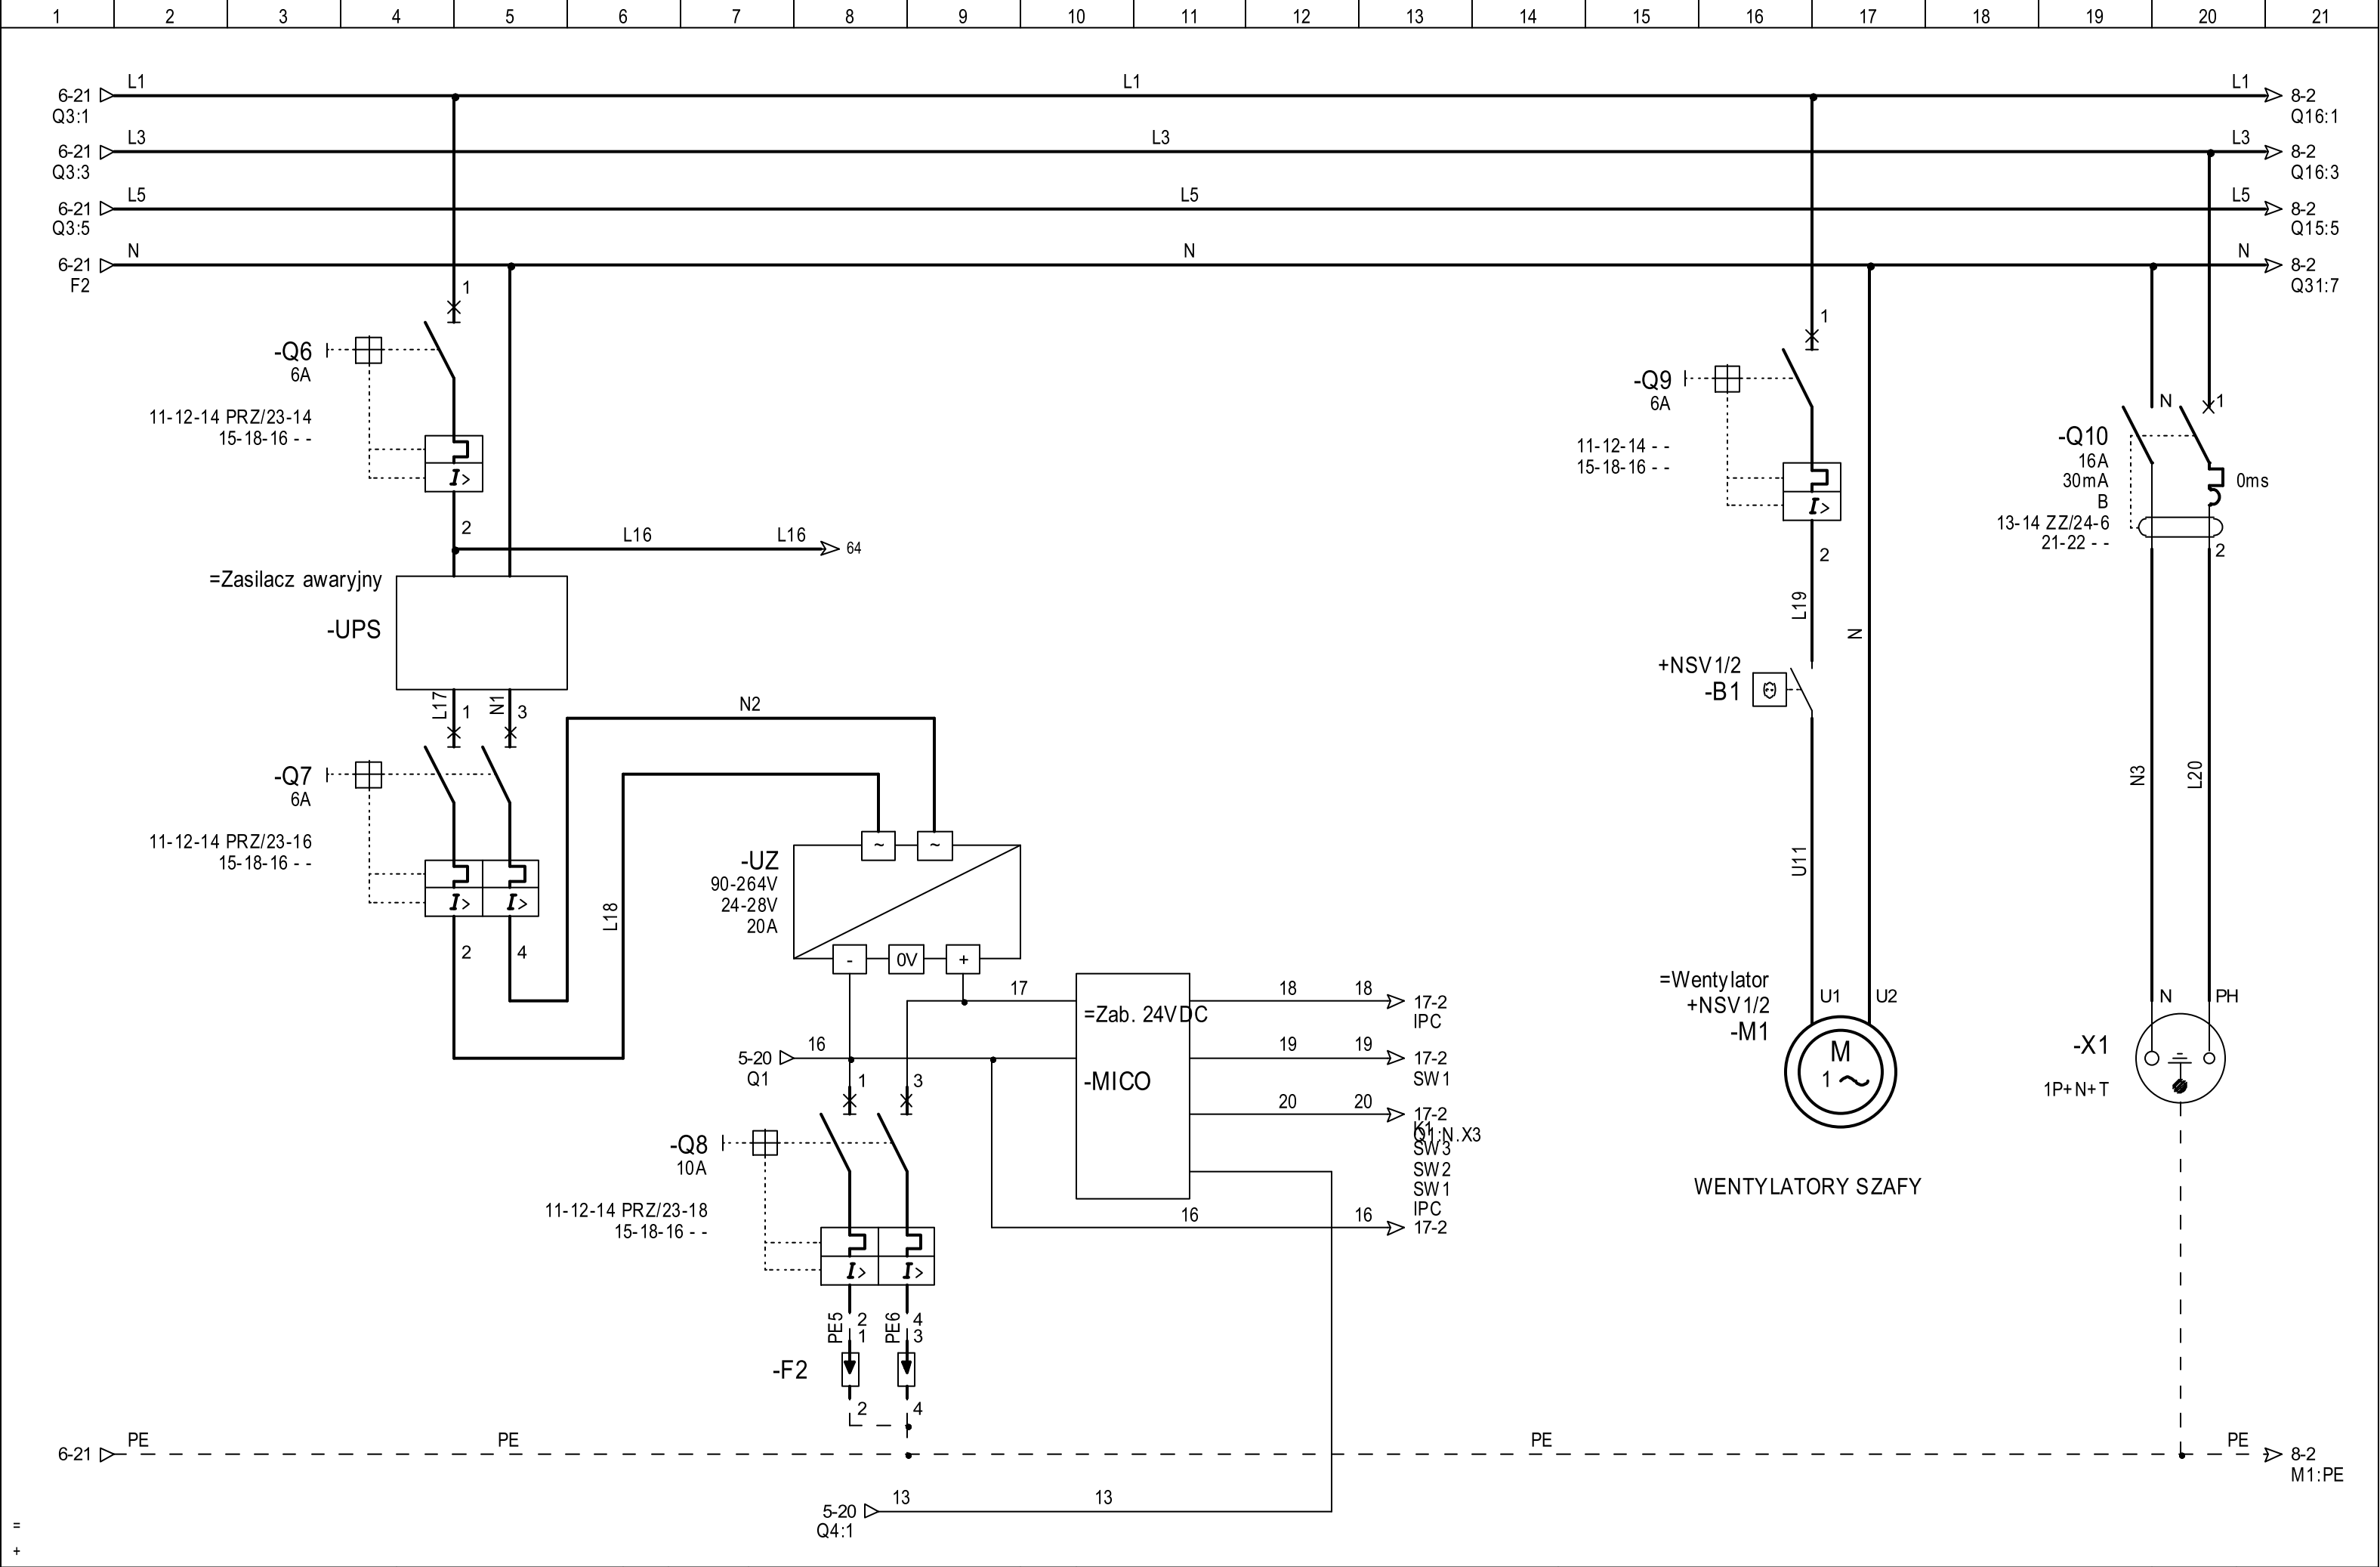 1 2 3 4 5 6 7 8 9 10 11 12 13 14 15 16 17 18 19 20 21
L1 L1 L1
6-21 8-2
Q3:1 Q16:1
L3 L3 L3
6-21 8-2
Q3:3 Q16:3
L5 L5 L5
6-21 8-2
Q3:5 Q15:5
N N N
6-21 8-2
F2 Q31:7
1
-Q6
6A
11-12-14 PRZ/23-14
15-18-16 - -
I>
2
L16 L16
64
=Zasilacz awaryjny
-UPS
L17 1 N1 3
-Q7
6A
11-12-14 PRZ/23-16
15-18-16 - -
I> I>
2 4
N2
L18
~ ~
-UZ
90-264V
24-28V
20A
- 0V +
17
=Zab. 24VDC
-MICO
16
5-20
Q1
18 18
17-2
IPC
19 19
17-2
SW1
20 20
17-2
K1
Q1:N.X3
SW3
SW2
SW1
IPC
16 16
17-2
1 3
-Q8
10A
11-12-14 PRZ/23-18
15-18-16 - -
I> I>
PE5 2 PE6 4
1 3
-F2
2 4
1
-Q9
6A
11-12-14 - -
15-18-16 - -
I>
2
L19
N
+NSV1/2
-B1
U11
=Wentylator
+NSV1/2
-M1
U1 U2
M
1 ~
WENTYLATORY SZAFY
N 1
-Q10
16A
30mA
B
13-14 ZZ/24-6
21-22 - -
0ms
2
N3 L20
N PH
-X1
1P+N+T
PE PE PE PE
6-21 8-2
M1:PE
13 13
5-20
Q4:1
=
+